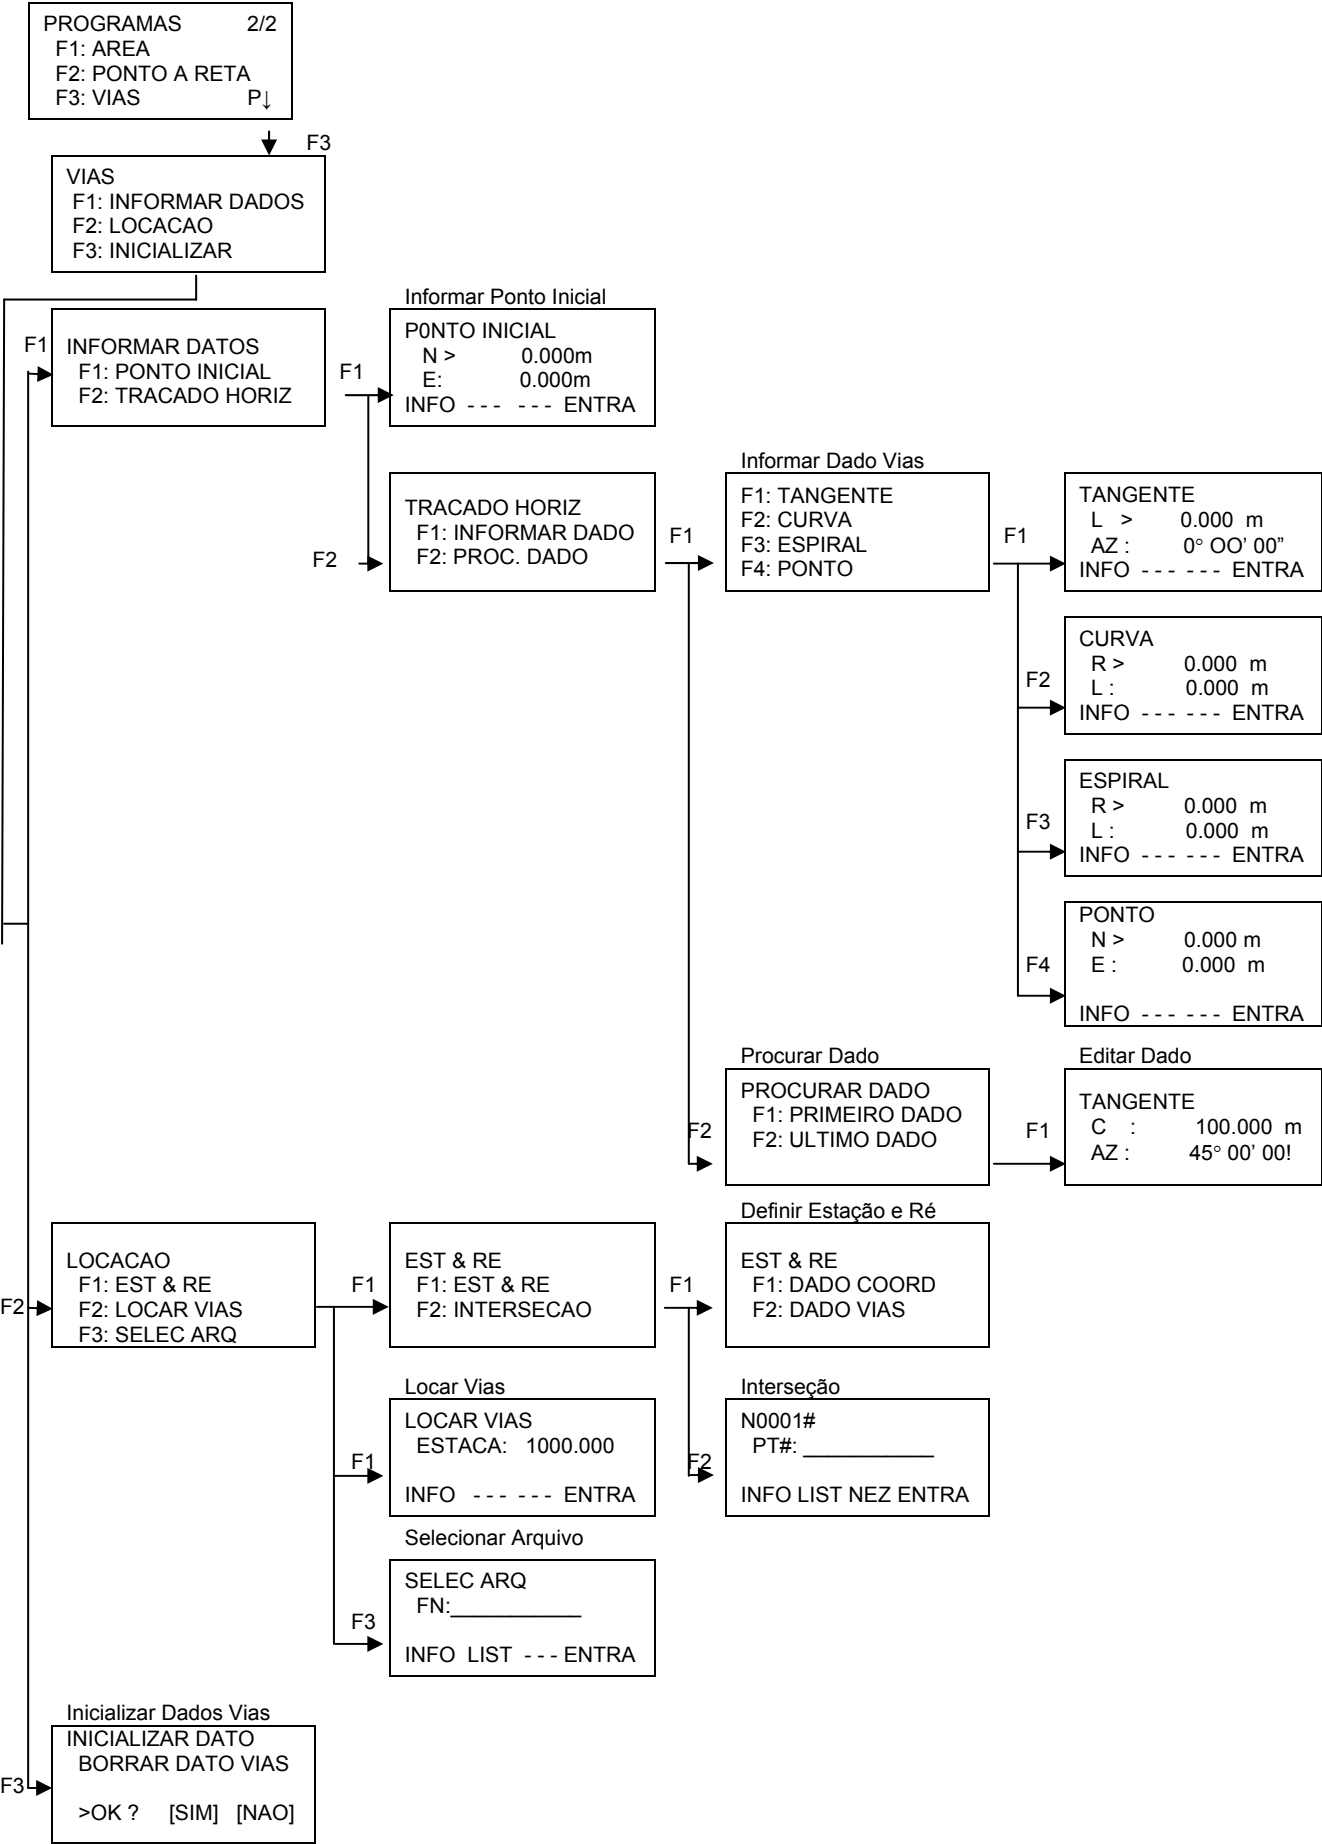 PROGRAMAS 2/2
F1: AREA
F2: PONTO A RETA
F3: VIAS P↓
F3
VIAS
F1: INFORMAR DADOS
F2: LOCACAO
F3: INICIALIZAR
F1
INFORMAR DATOS
F1: PONTO INICIAL
F2: TRACADO HORIZ
F1
Informar Ponto Inicial
P0NTO INICIAL
N > 0.000m
E: 0.000m
INFO - - - - - - ENTRA
F2
TRACADO HORIZ
F1: INFORMAR DADO
F2: PROC. DADO
F1
Informar Dado Vias
F1: TANGENTE
F2: CURVA
F3: ESPIRAL
F4: PONTO
F1
TANGENTE
L > 0.000 m
AZ : 0° OO' 00”
INFO - - - - - - ENTRA
F2
CURVA
R > 0.000 m
L : 0.000 m
INFO - - - - - - ENTRA
F3
ESPIRAL
R > 0.000 m
L : 0.000 m
INFO - - - - - - ENTRA
F4
PONTO
N > 0.000 m
E : 0.000 m
INFO - - - - - - ENTRA
F2
Procurar Dado
PROCURAR DADO
F1: PRIMEIRO DADO
F2: ULTIMO DADO
F1
Editar Dado
TANGENTE
C : 100.000 m
AZ : 45° 00’ 00!
F2
LOCACAO
F1: EST & RE
F2: LOCAR VIAS
F3: SELEC ARQ
F1
EST & RE
F1: EST & RE
F2: INTERSECAO
F1
Definir Estação e Ré
EST & RE
F1: DADO COORD
F2: DADO VIAS
F2
Interseção
N0001#
PT#: ____________
INFO LIST NEZ ENTRA
F1
Locar Vias
LOCAR VIAS
ESTACA: 1000.000
INFO - - - - - - ENTRA
F3
Selecionar Arquivo
SELEC ARQ
FN:____________
INFO LIST - - - ENTRA
F3
Inicializar Dados Vias
INICIALIZAR DATO
BORRAR DATO VIAS
>OK ? [SIM] [NAO]